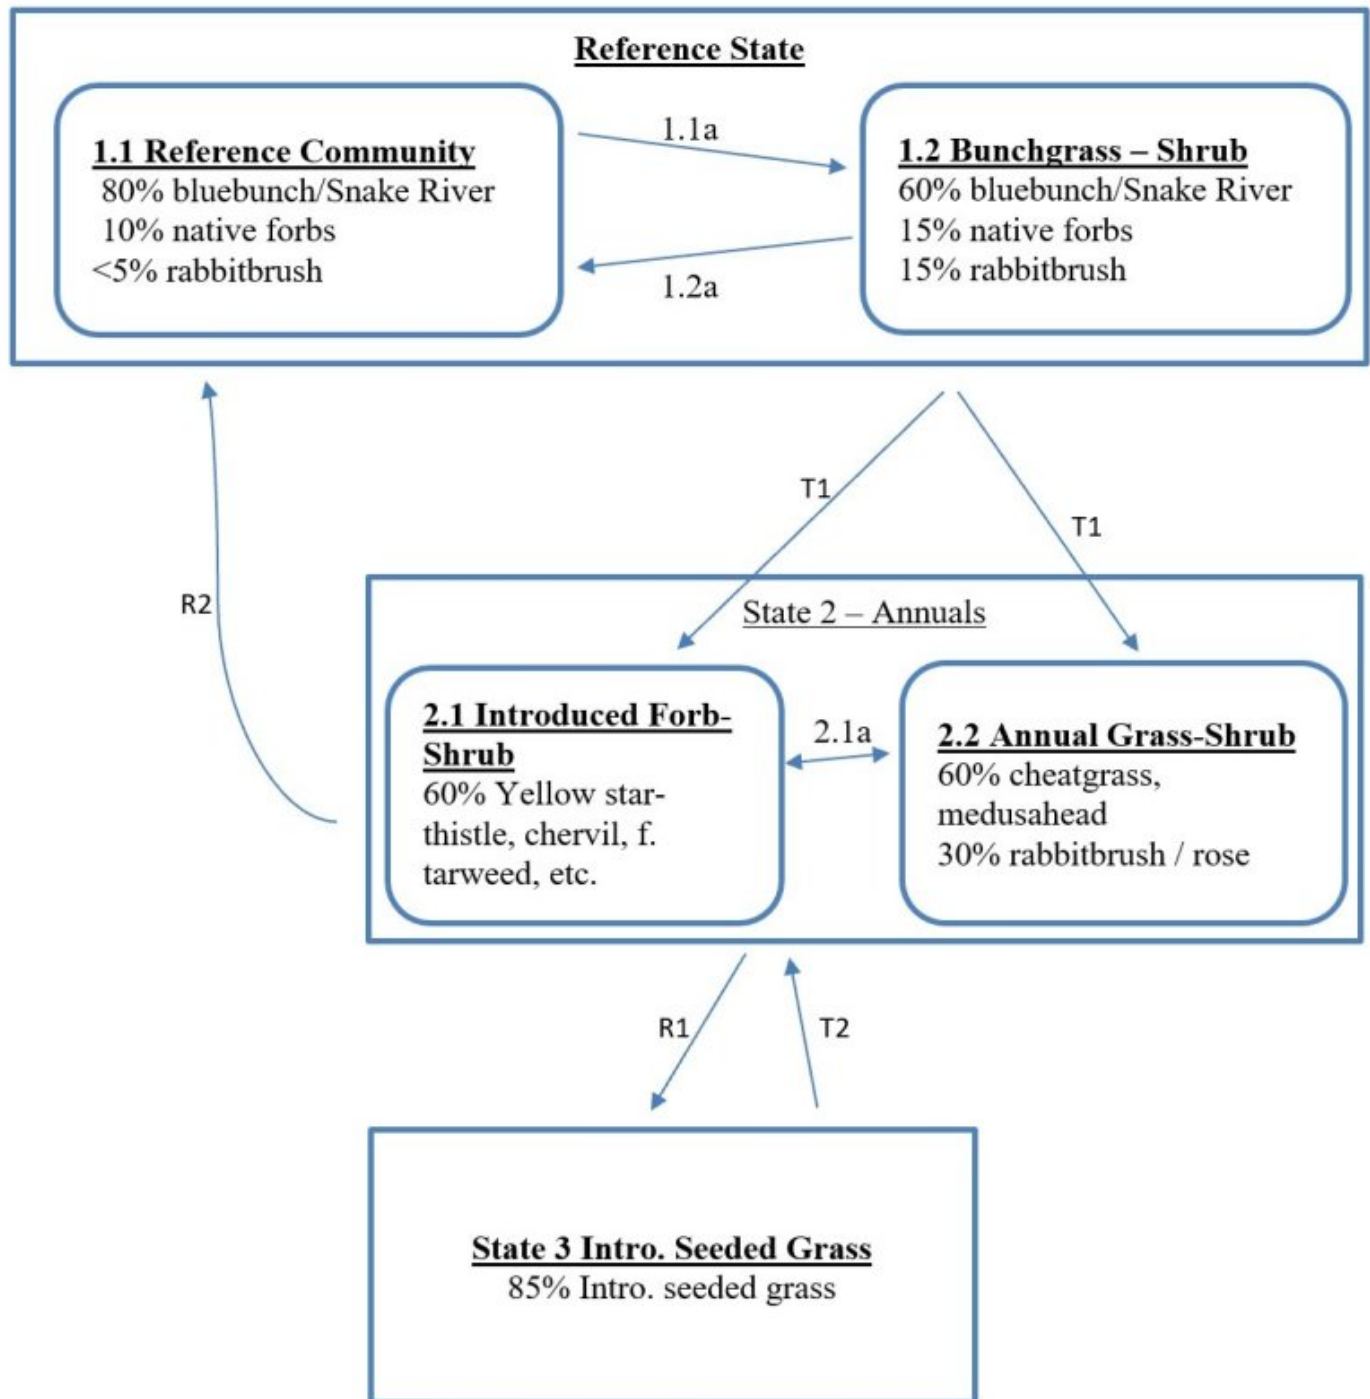 Reference State
1.1 Reference Community
80% bluebunch/Snake River
10% native forbs
<5% rabbitbrush
1.1a
1.2a
1.2 Bunchgrass – Shrub
60% bluebunch/Snake River
15% native forbs
15% rabbitbrush
T1
T1
R2
State 2 – Annuals
2.1 Introduced Forb-
Shrub
60% Yellow star-
thistle, chervil, f.
tarweed, etc.
2.1a
2.2 Annual Grass-Shrub
60% cheatgrass,
medusahead
30% rabbitbrush / rose
R1
T2
State 3 Intro. Seeded Grass
85% Intro. seeded grass